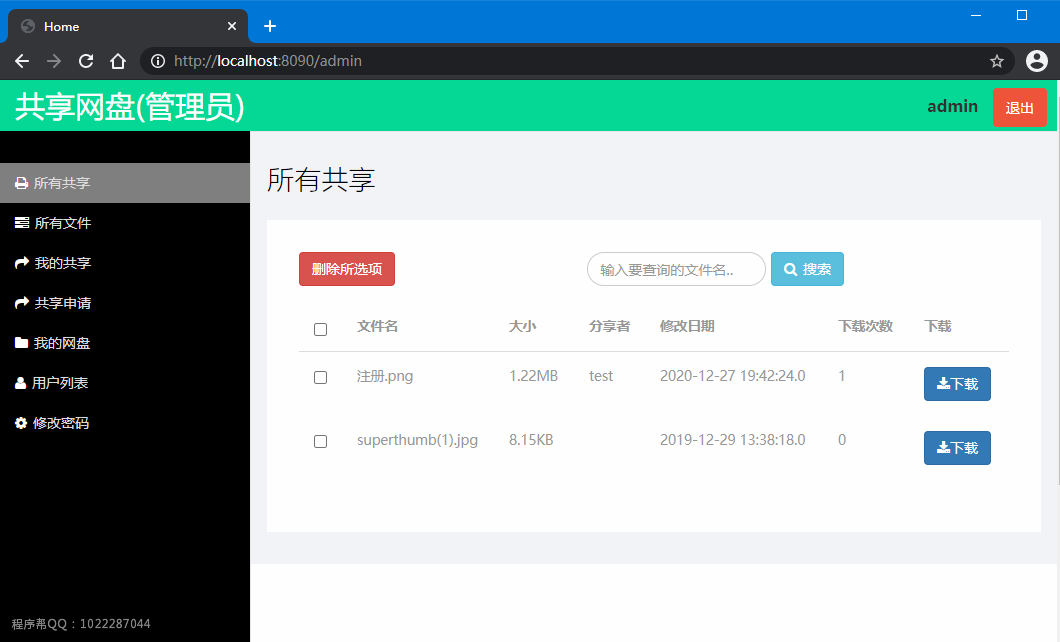 Home
http://localhost:8090/admin
共享网盘(管理员)
admin 退出
所有共享
所有文件
我的共享
共享申请
我的网盘
用户列表
修改密码
程序帮QQ：1022287044
所有共享
删除所选项 输入要查询的文件名.. 搜索
文件名 大小 分享者 修改日期 下载次数 下载
注册.png 1.22MB test 2020-12-27 19:42:24.0 1 下载
superthumb(1).jpg 8.15KB 2019-12-29 13:38:18.0 0 下载